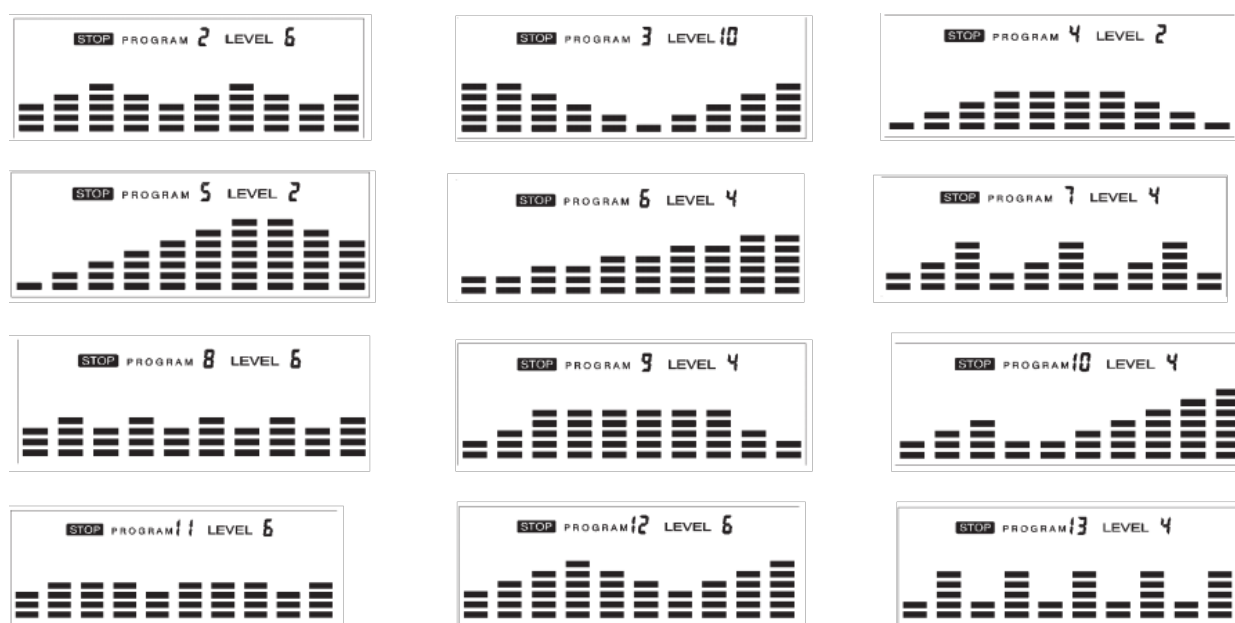 STOP PROGRAM 2 LEVEL 6
STOP PROGRAM 3 LEVEL 10
STOP PROGRAM 4 LEVEL 2
STOP PROGRAM 5 LEVEL 2
STOP PROGRAM 6 LEVEL 4
STOP PROGRAM 7 LEVEL 4
STOP PROGRAM 8 LEVEL 6
STOP PROGRAM 9 LEVEL 4
STOP PROGRAM 10 LEVEL 4
STOP PROGRAM 11 LEVEL 6
STOP PROGRAM 12 LEVEL 6
STOP PROGRAM 13 LEVEL 4